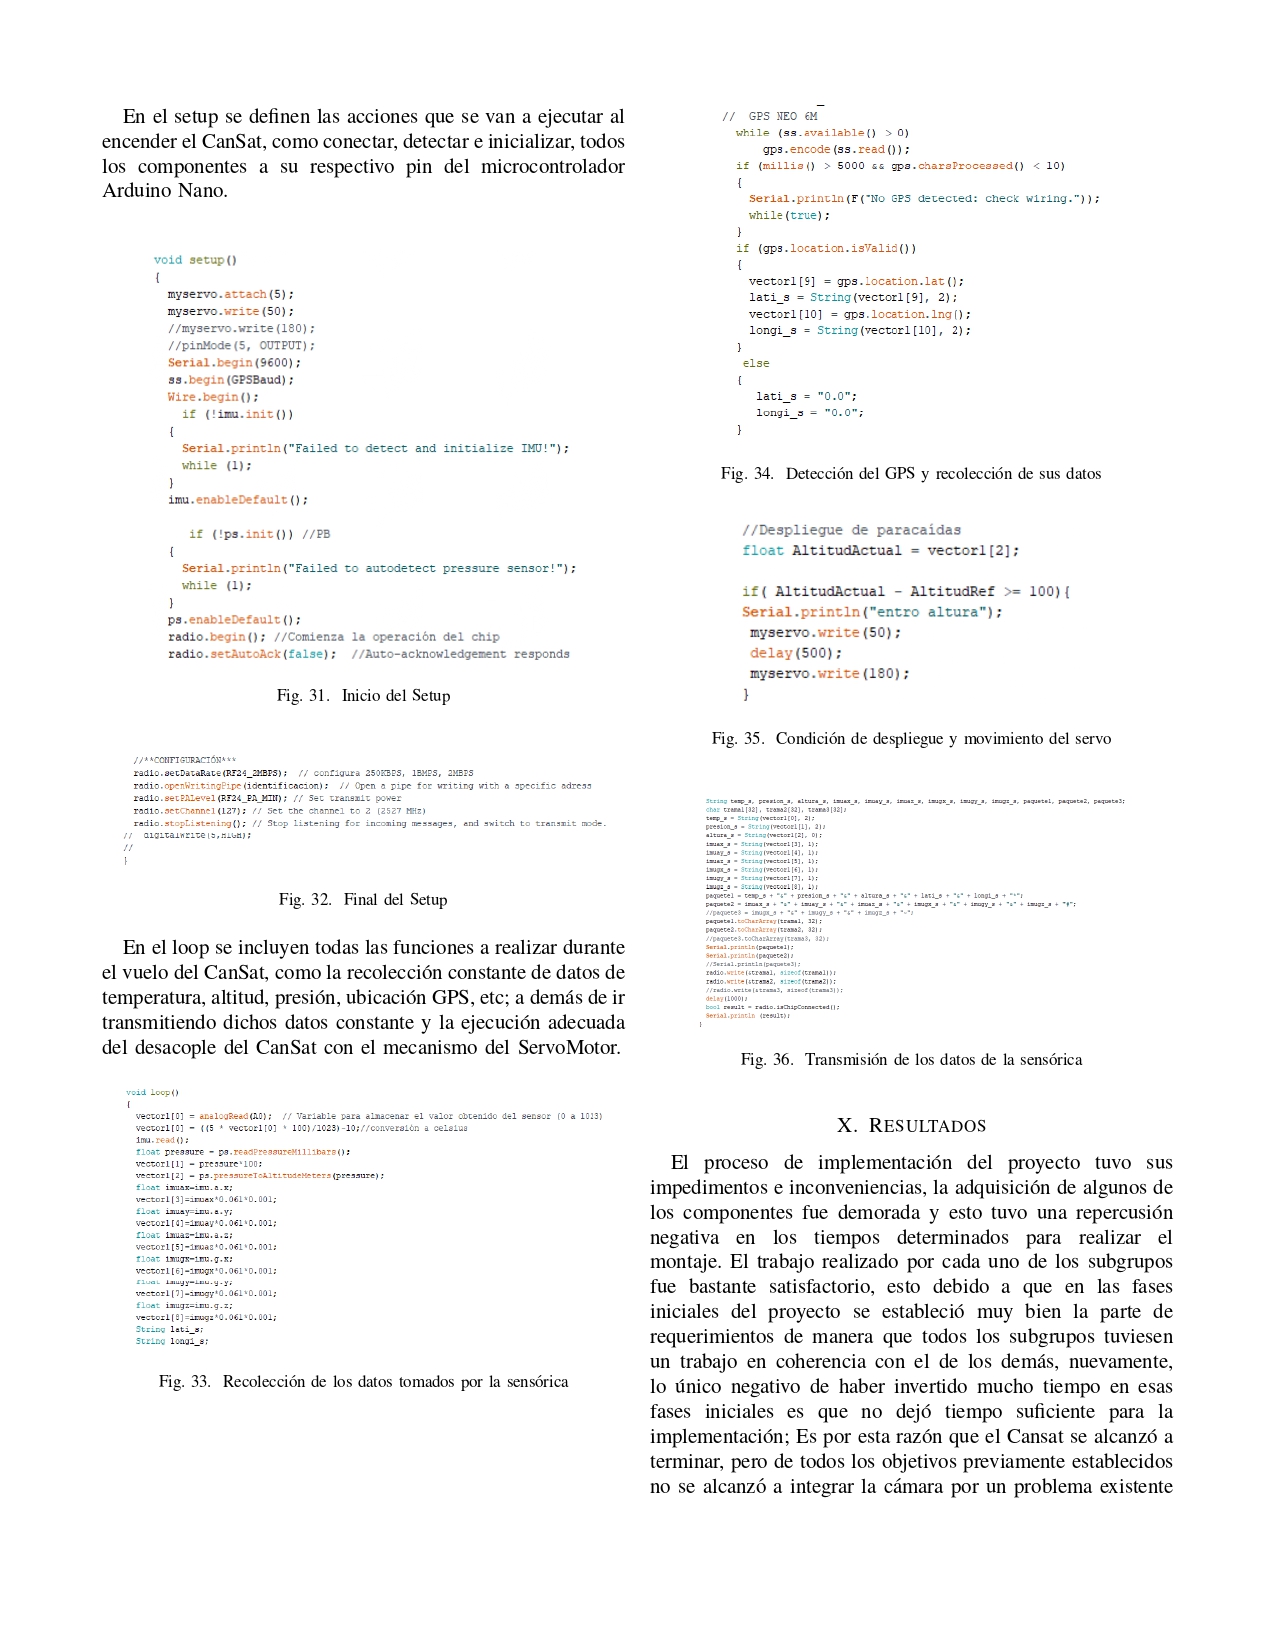 En el setup se definen las acciones que se van a ejecutar al
encender el CanSat, como conectar, detectar e inicializar, todos
los componentes a su respectivo pin del microcontrolador
Arduino Nano.
void setup()
{
myservo.attach(5);
myservo.write(50);
//myservo.write(180);
//pinMode(5, OUTPUT);
Serial.begin(9600);
ss.begin(GPSBaud);
Wire.begin();
if (!imu.init())
{
Serial.println("Failed to detect and initialize IMU!");
while (1);
}
imu.enableDefault();
if (!ps.init()) //PB
{
Serial.println("Failed to autodetect pressure sensor!");
while (1);
}
ps.enableDefault();
radio.begin(); //Comienza la operación del chip
radio.setAutoAck(false); //Auto-acknowledgement responds
Fig. 31. Inicio del Setup
//**CONFIGURACIÓN***
radio.setDataRate(RF24_2MBPS); // configura 250KBPS, 1BMPS, 2MBPS
radio.openWritingPipe(identificacion); // Open a pipe for writing with a specific adress
radio.setPALevel(RF24_PA_MIN); // Set transmit power
radio.setChannel(127); // Set the channel to 2 (2527 MHz)
radio.stopListening(); // Stop listening for incoming messages, and switch to transmit mode.
// digitalWrite(5,HIGH);
//
}
Fig. 32. Final del Setup
En el loop se incluyen todas las funciones a realizar durante
el vuelo del CanSat, como la recolección constante de datos de
temperatura, altitud, presión, ubicación GPS, etc; a demás de ir
transmitiendo dichos datos constante y la ejecución adecuada
del desacople del CanSat con el mecanismo del ServoMotor.
void loop()
{
vector1[0] = analogRead(A0); // Variable para almacenar el valor obtenido del sensor (0 a 1023)
vector1[0] = ((5 * vector1[0] * 100)/1023)-10;//conversión a celsius
imu.read();
float pressure = ps.readPressureMillibars();
vector1[1] = pressure*100;
vector1[2] = ps.pressureToAltitudeMeters(pressure);
float imuax=imu.a.x;
vector1[3]=imuax*0.061*0.001;
float imuay=imu.a.y;
vector1[4]=imuay*0.061*0.001;
float imuaz=imu.a.z;
vector1[5]=imuaz*0.061*0.001;
float imugx=imu.g.x;
vector1[6]=imugx*0.061*0.001;
float imugy=imu.g.y;
vector1[7]=imugy*0.061*0.001;
float imugz=imu.g.z;
vector1[8]=imugz*0.061*0.001;
String lati_s;
String longi_s;
Fig. 33. Recolección de los datos tomados por la sensórica
// GPS NEO 6M
while (ss.available() > 0)
gps.encode(ss.read());
if (millis() > 5000 && gps.charsProcessed() < 10)
{
Serial.println(F("No GPS detected: check wiring."));
while(true);
}
if (gps.location.isValid())
{
vector1[9] = gps.location.lat();
lati_s = String(vector1[9], 2);
vector1[10] = gps.location.lng();
longi_s = String(vector1[10], 2);
}
else
{
lati_s = "0.0";
longi_s = "0.0";
}
Fig. 34. Detección del GPS y recolección de sus datos
//Despliegue de paracaídas
float AltitudActual = vector1[2];
if( AltitudActual - AltitudRef >= 100){
Serial.println("entro altura");
myservo.write(50);
delay(500);
myservo.write(180);
}
Fig. 35. Condición de despliegue y movimiento del servo
String temp_s, presion_s, altura_s, imuax_s, imuay_s, imuaz_s, imugx_s, imugy_s, imugz_s, paquete1, paquete2, paquete3;
char trama1[32], trama2[32], trama3[32];
temp_s = String(vector1[0], 2);
presion_s = String(vector1[1], 2);
altura_s = String(vector1[2], 0);
imuax_s = String(vector1[3], 1);
imuay_s = String(vector1[4], 1);
imuaz_s = String(vector1[5], 1);
imugx_s = String(vector1[6], 1);
imugy_s = String(vector1[7], 1);
imugz_s = String(vector1[8], 1);
paquete1 = temp_s + "&" + presion_s + "&" + altura_s + "&" + lati_s + "&" + longi_s + "*";
paquete2 = imuax_s + "&" + imuay_s + "&" + imuaz_s + "&" + imugx_s + "&" + imugy_s + "&" + imugz_s + "#";
//paquete3 = imugx_s + "&" + imugy_s + "&" + imugz_s + "~";
paquete1.toCharArray(trama1, 32);
paquete2.toCharArray(trama2, 32);
//paquete3.toCharArray(trama3, 32);
Serial.println(paquete1);
Serial.println(paquete2);
//Serial.println(paquete3);
radio.write(&trama1, sizeof(trama1));
radio.write(&trama2, sizeof(trama2));
//radio.write(&trama3, sizeof(trama3));
delay(1000);
bool result = radio.isChipConnected();
Serial.println (result);
}
Fig. 36. Transmisión de los datos de la sensórica
X. RESULTADOS
El proceso de implementación del proyecto tuvo sus
impedimentos e inconveniencias, la adquisición de algunos de
los componentes fue demorada y esto tuvo una repercusión
negativa en los tiempos determinados para realizar el
montaje. El trabajo realizado por cada uno de los subgrupos
fue bastante satisfactorio, esto debido a que en las fases
iniciales del proyecto se estableció muy bien la parte de
requerimientos de manera que todos los subgrupos tuviesen
un trabajo en coherencia con el de los demás, nuevamente,
lo único negativo de haber invertido mucho tiempo en esas
fases iniciales es que no dejó tiempo suficiente para la
implementación; Es por esta razón que el Cansat se alcanzó a
terminar, pero de todos los objetivos previamente establecidos
no se alcanzó a integrar la cámara por un problema existente